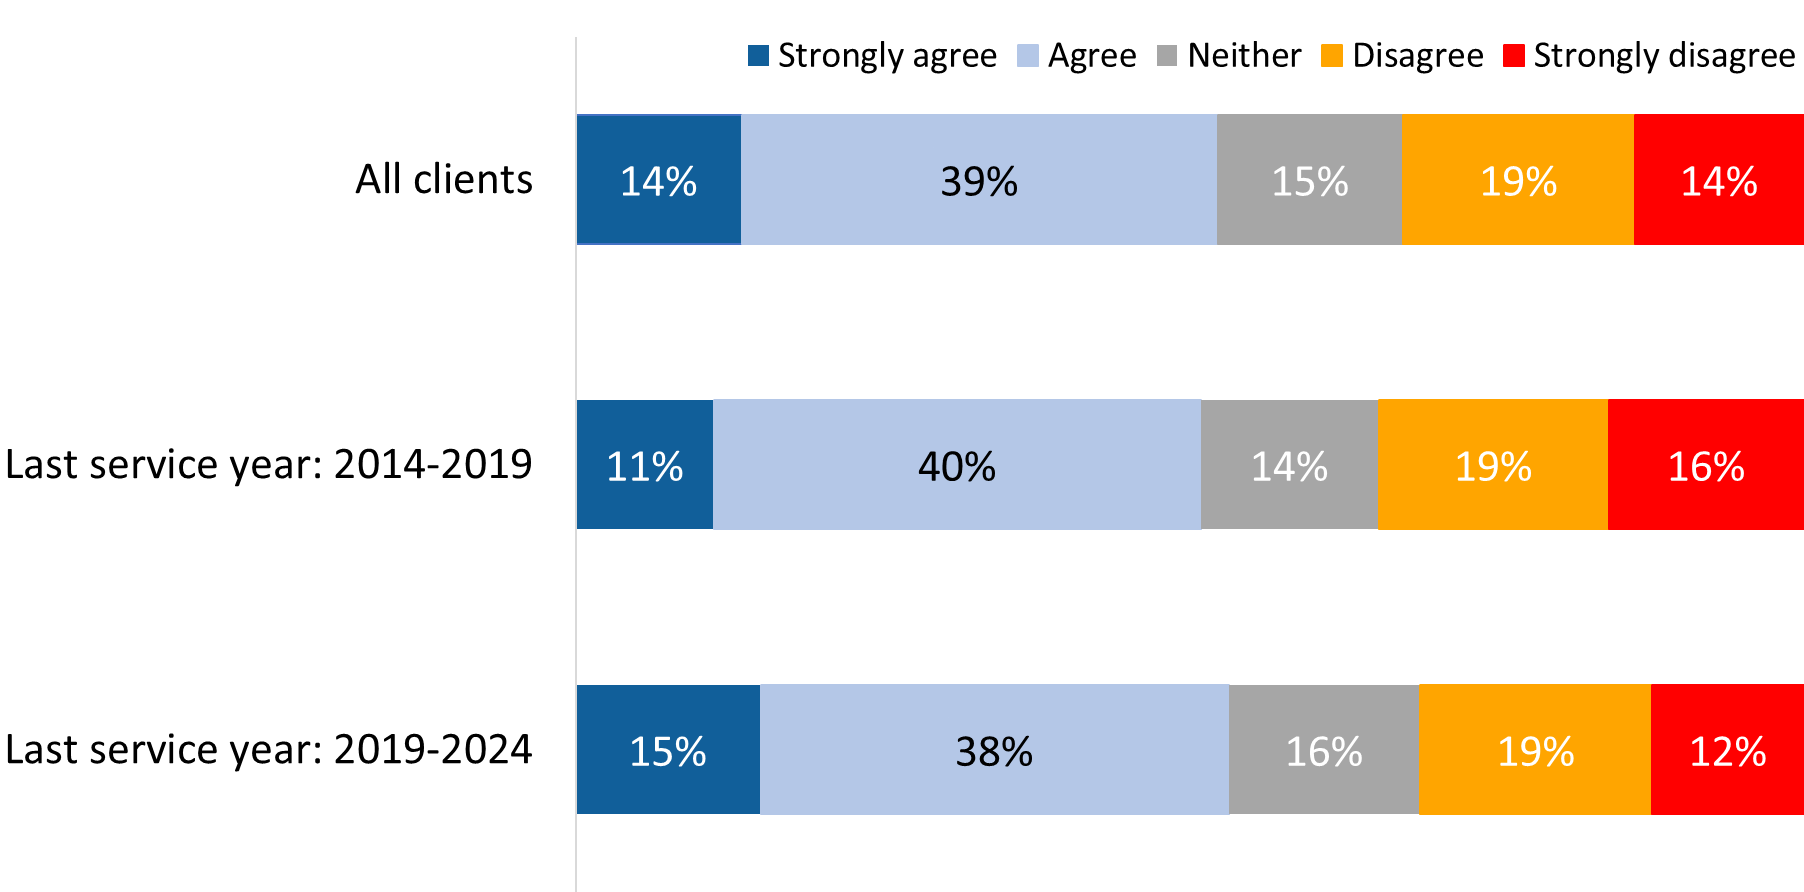 Strongly agree Agree Neither Disagree Strongly disagree
All clients 14% 39% 15% 19% 14%
Last service year: 2014-2019 11% 40% 14% 19% 16%
Last service year: 2019-2024 15% 38% 16% 19% 12%